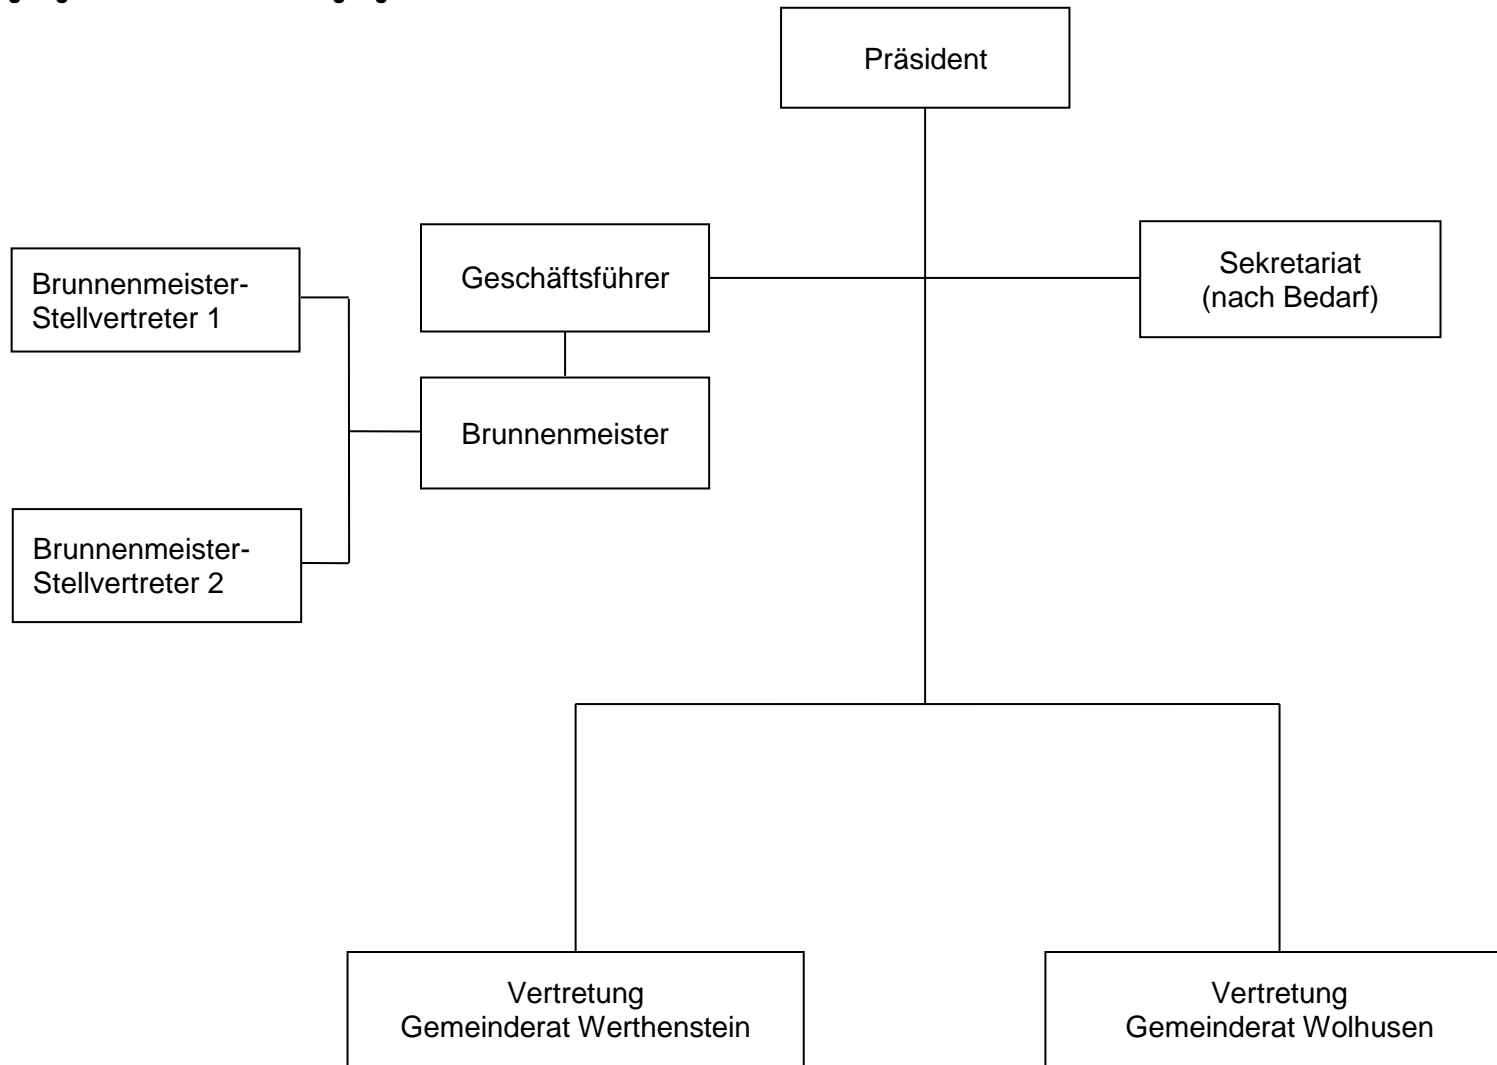 Präsident
Geschäftsführer
Sekretariat
(nach Bedarf)
Brunnenmeister-
Stellvertreter 1
Brunnenmeister
Brunnenmeister-
Stellvertreter 2
Vertretung
Gemeinderat Werthenstein
Vertretung
Gemeinderat Wolhusen